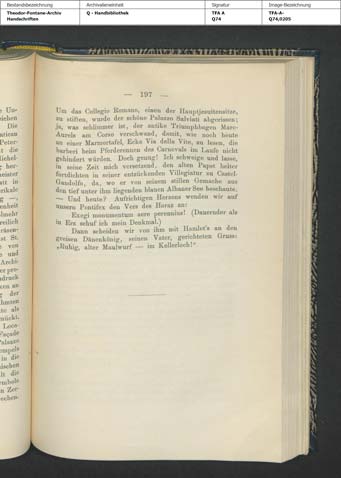 Bestandsbezeichnung
Theodor-Fontane-Archiv
Handschriften
Archivalieneinheit
Q - Handbibliothek
Signatur
TFA A
Q74
Image-Bezeichnung
TFA-A-
Q74,0205
— 197 —
Um das Collegio Romano, einen der Hauptjesuitensitze,
zu stiften, wurde der schöne Palazzo Salviati abgerissen;
ja, was schlimmer ist, der antike Triumphbogen Marc-
Aurels am Corso verschwand, damit, wie noch heute
an einer Marmortafel, Ecke Via della Vite, zu lesen, die
barberi beim Pferderennen des Carnevals im Laufe nicht
gehindert würden. Doch genug! Ich schweige und lasse,
in seine Zeit mich versetzend, den alten Papst heiter
in seiner entzückenden Villegiatur zu Castel-
Gandolfo, da, wo er von seinem stillen Gemache aus
den tief unter ihm liegenden blauen Albaner See beschaute.
— Und heute? Aufrichtigen Herzens wenden wir auf
unsern Pontifex den Vers des Horaz an:
Exegi monumentum aere perennius! (Dauernder als
in Erz schuf ich mein Denkmal.)
Dann scheiden wir von ihm mit Hamlet's an den
greisen Dänenkönig, seinen Vater, gerichteten Gruss:
„Ruhig, alter Maulwurf — im Kellerloch!"